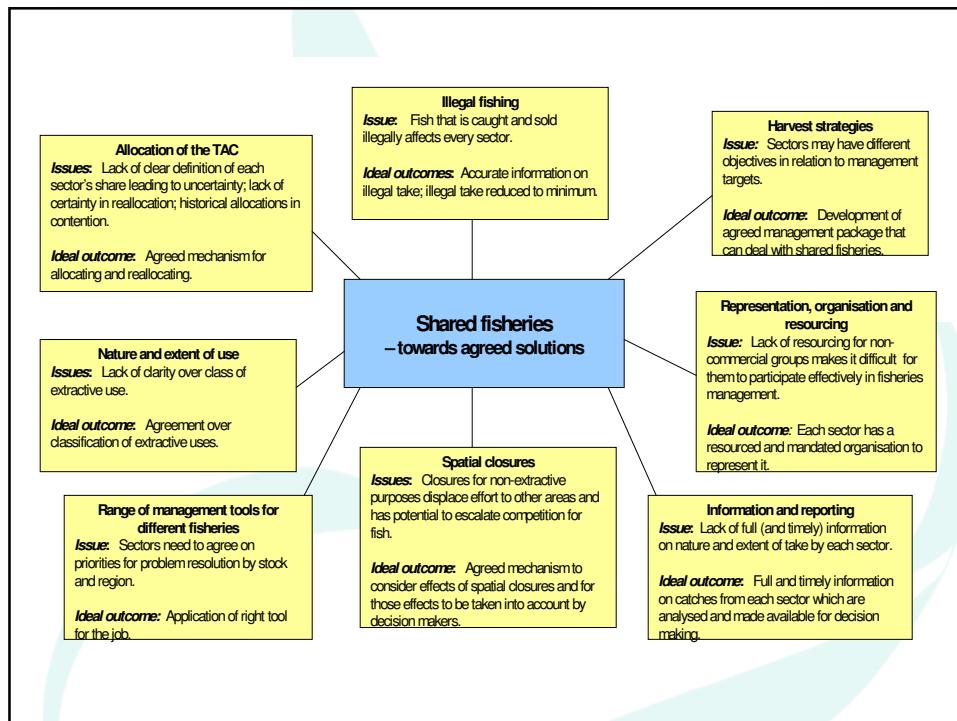 Illegal fishing
Issue: Fish that is caught and sold
illegally affects every sector.
Ideal outcomes: Accurate information on
illegal take; illegal take reduced to minimum.
Harvest strategies
Issue: Sectors may have different
objectives in relation to management
targets.
Ideal outcome: Development of
agreed management package that
can deal with shared fisheries.
Allocation of the TAC
Issues: Lack of clear definition of each
sector's share leading to uncertainty; lack of
certainty in reallocation; historical allocations in
contention.
Ideal outcome: Agreed mechanism for
allocating and reallocating.
Shared fisheries
– towards agreed solutions
Representation, organisation and
resourcing
Issue: Lack of resourcing for non-
commercial groups makes it difficult for
them to participate effectively in fisheries
management.
Ideal outcome: Each sector has a
resourced and mandated organisation to
represent it.
Nature and extent of use
Issues: Lack of clarity over class of
extractive use.
Ideal outcome: Agreement over
classification of extractive uses.
Spatial closures
Issues: Closures for non-extractive
purposes displace effort to other areas and
has potential to escalate competition for
fish.
Ideal outcome: Agreed mechanism to
consider effects of spatial closures and for
those effects to be taken into account by
decision makers.
Range of management tools for
different fisheries
Issue: Sectors need to agree on
priorities for problem resolution by stock
and region.
Ideal outcome: Application of right tool
for the job.
Information and reporting
Issue: Lack of full (and timely) information
on nature and extent of take by each sector.
Ideal outcome: Full and timely information
on catches from each sector which are
analysed and made available for decision
making.